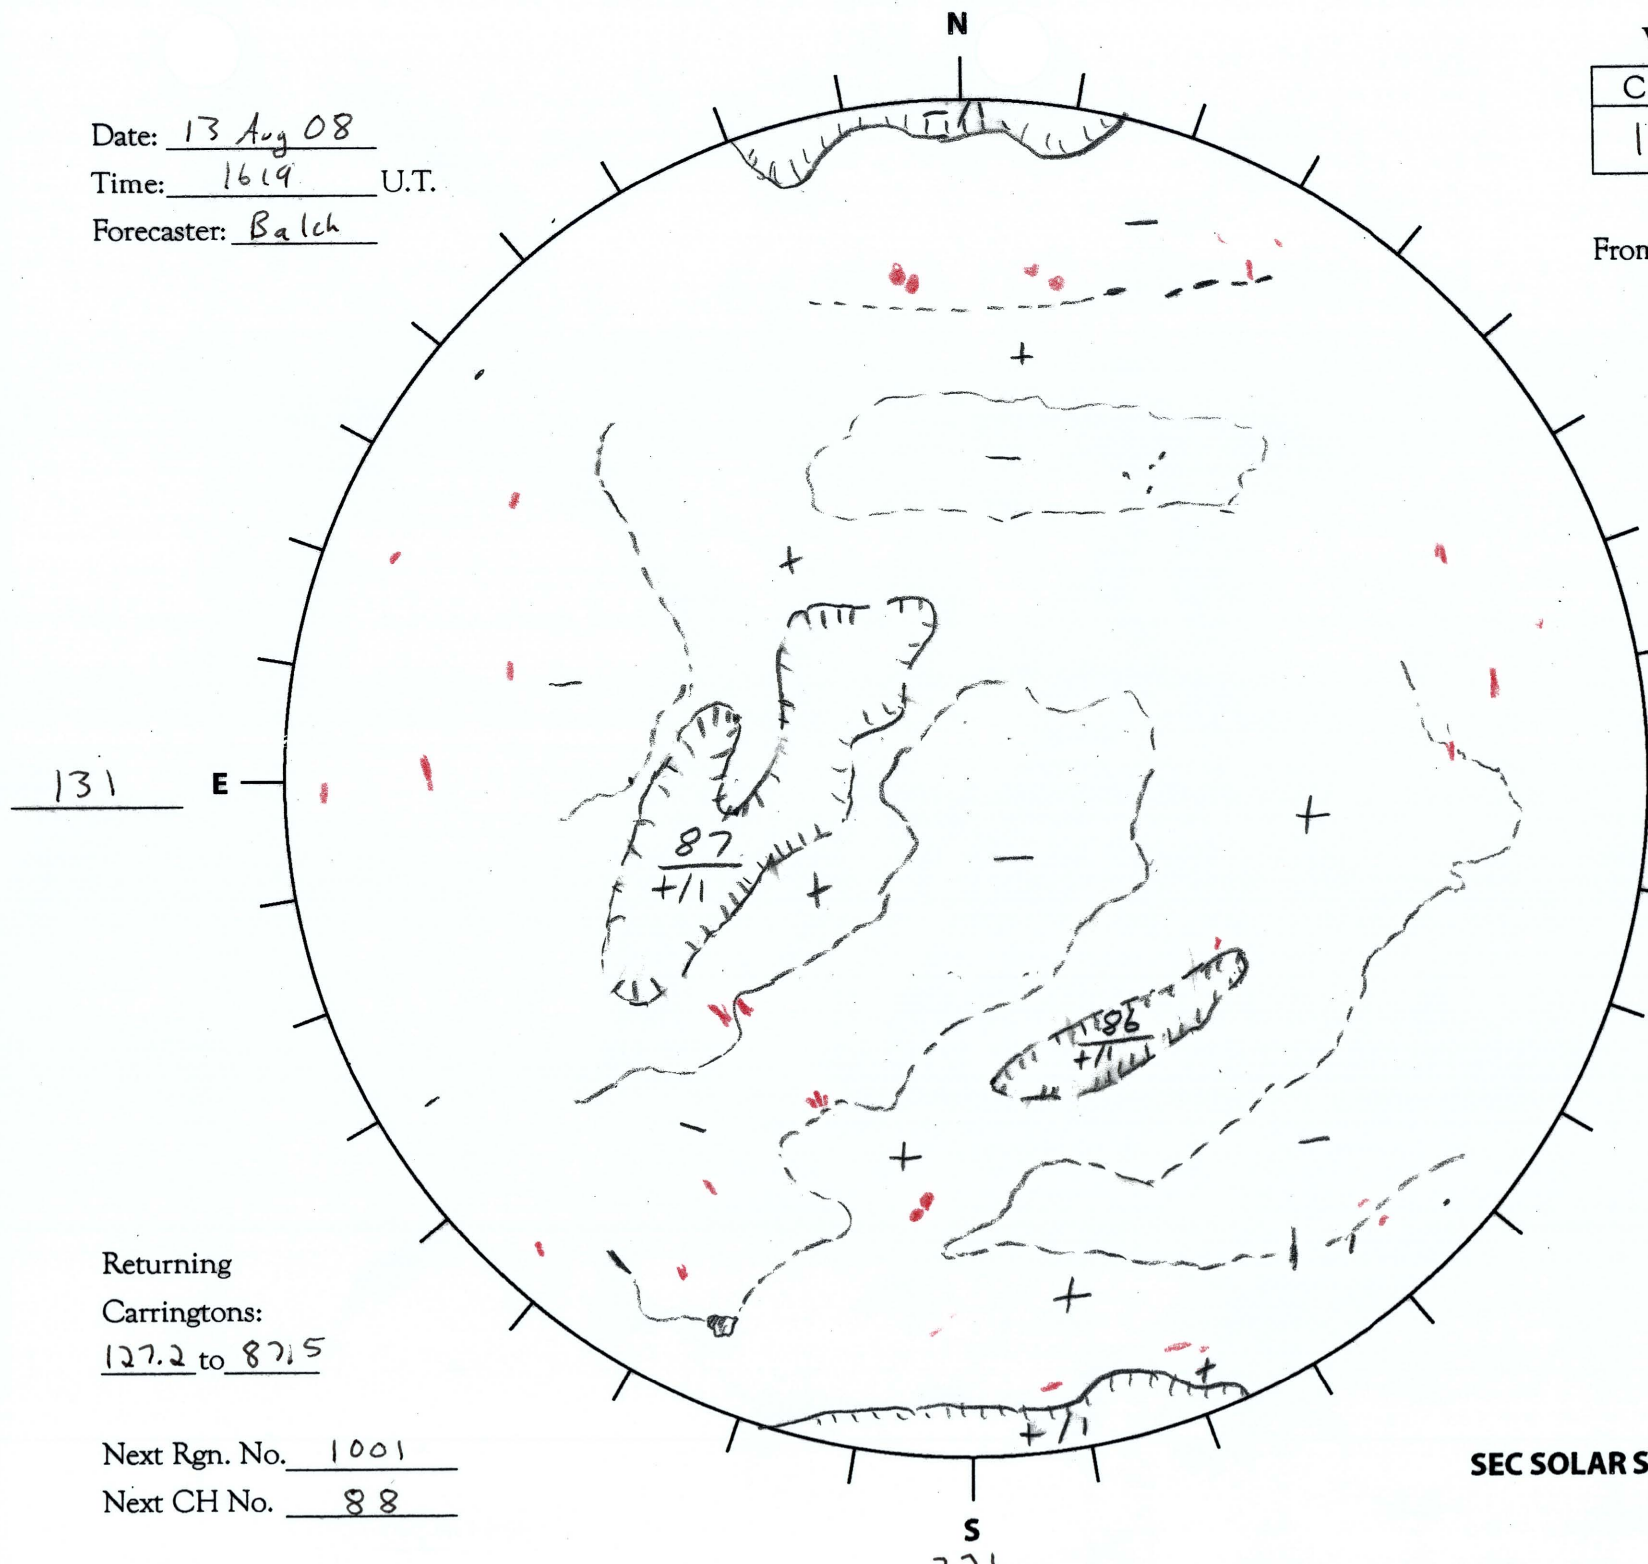 N
C
Date: 13 Aug 08
Time: 1619 U.T.
Forecaster: Balch
From
−
+
−
+
−
131
E
+
87
+/1
+
−
86
+/1
−
−
+
Returning
Carringtons:
127.2 to 87.5
+
+
+/1
Next Rgn. No. 1001
Next CH No. 88
SEC SOLAR S
S